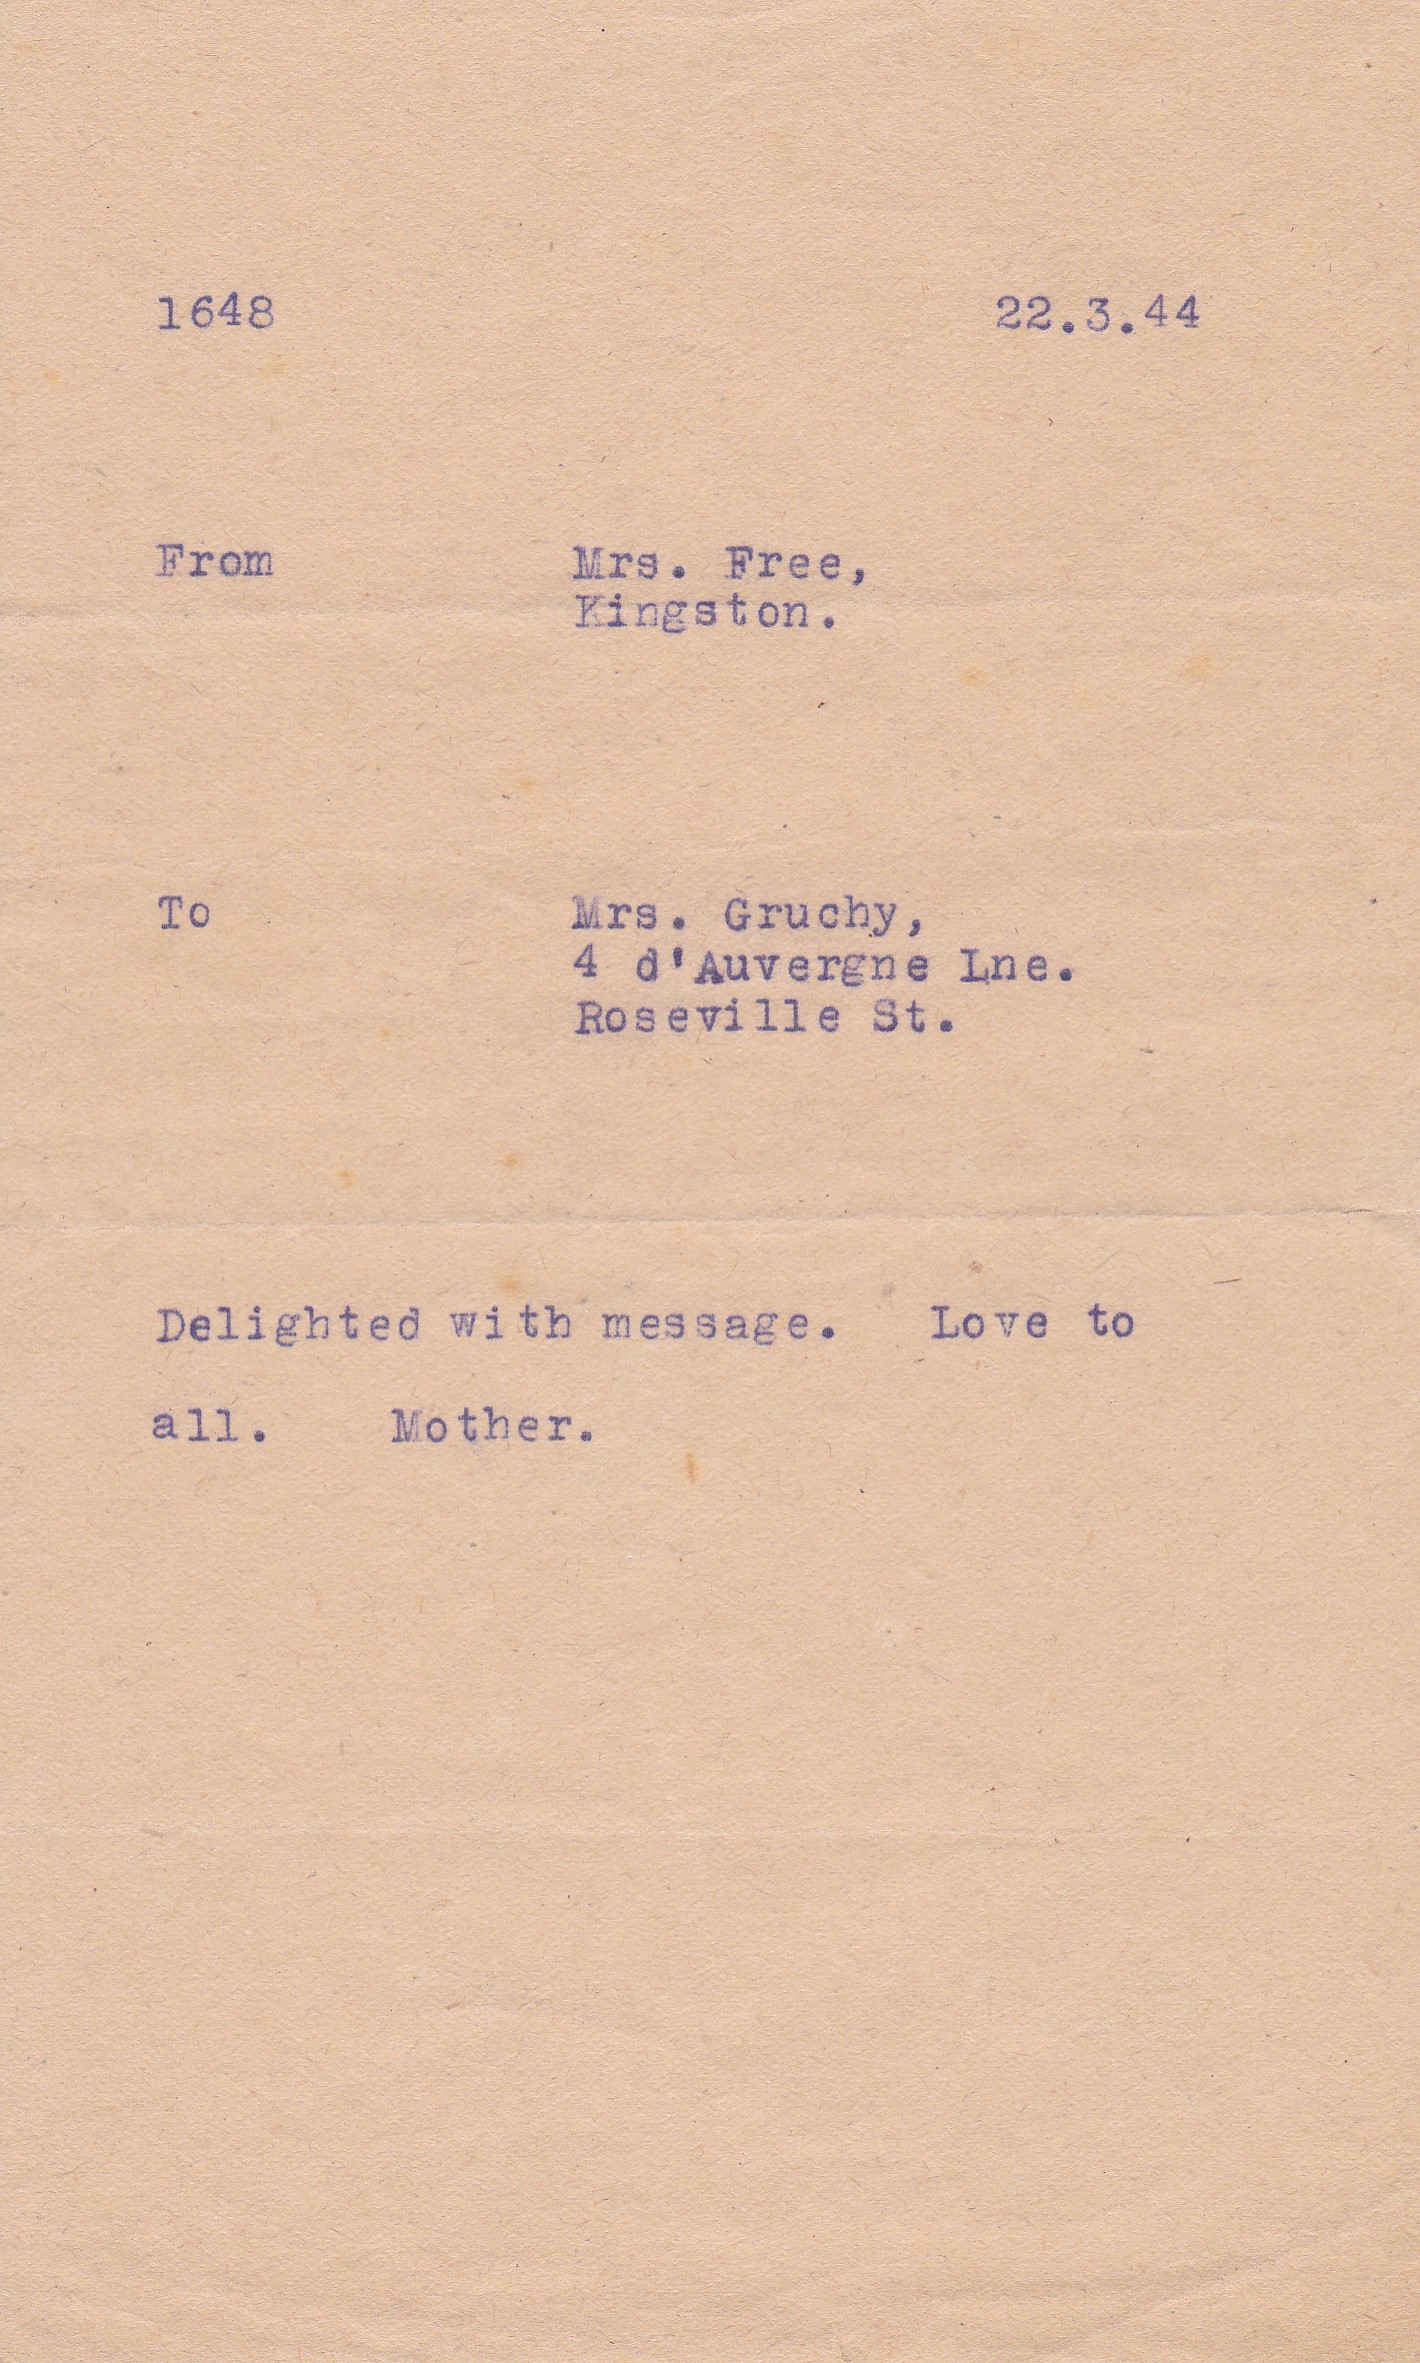 1648 22.3.44
From Mrs. Free,
Kingston.
To Mrs. Gruchy,
4 d'Auvergne Lne.
Roseville St.
Delighted with message. Love to
all. Mother.